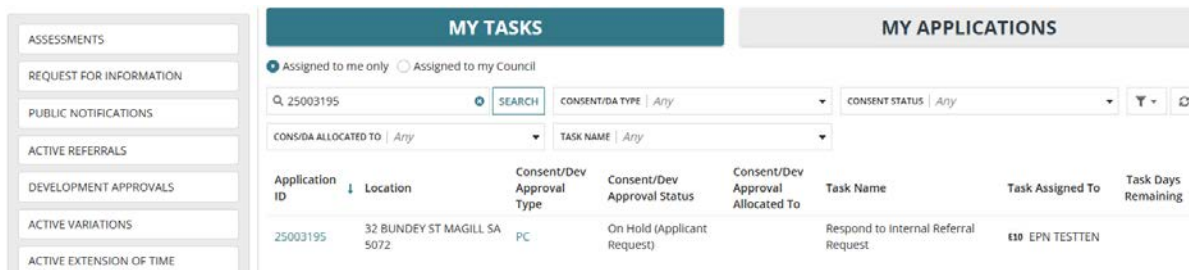 ASSESSMENTS
REQUEST FOR INFORMATION
PUBLIC NOTIFICATIONS
ACTIVE REFERRALS
DEVELOPMENT APPROVALS
ACTIVE VARIATIONS
ACTIVE EXTENSION OF TIME
MY TASKS
MY APPLICATIONS
Assigned to me only Assigned to my Council
25003195 SEARCH CONSENT/DA TYPE Any CONSENT STATUS Any
CONS/DA ALLOCATED TO Any TASK NAME Any
Application ID
Location
Consent/Dev Approval Type
Consent/Dev Approval Status
Consent/Dev Approval Allocated To
Task Name
Task Assigned To
Task Days Remaining
25003195
32 BUNDEY ST MAGILL SA
5072
PC
On Hold (Applicant
Request)
Respond to Internal Referral
Request
E10 EPN TESTTEN